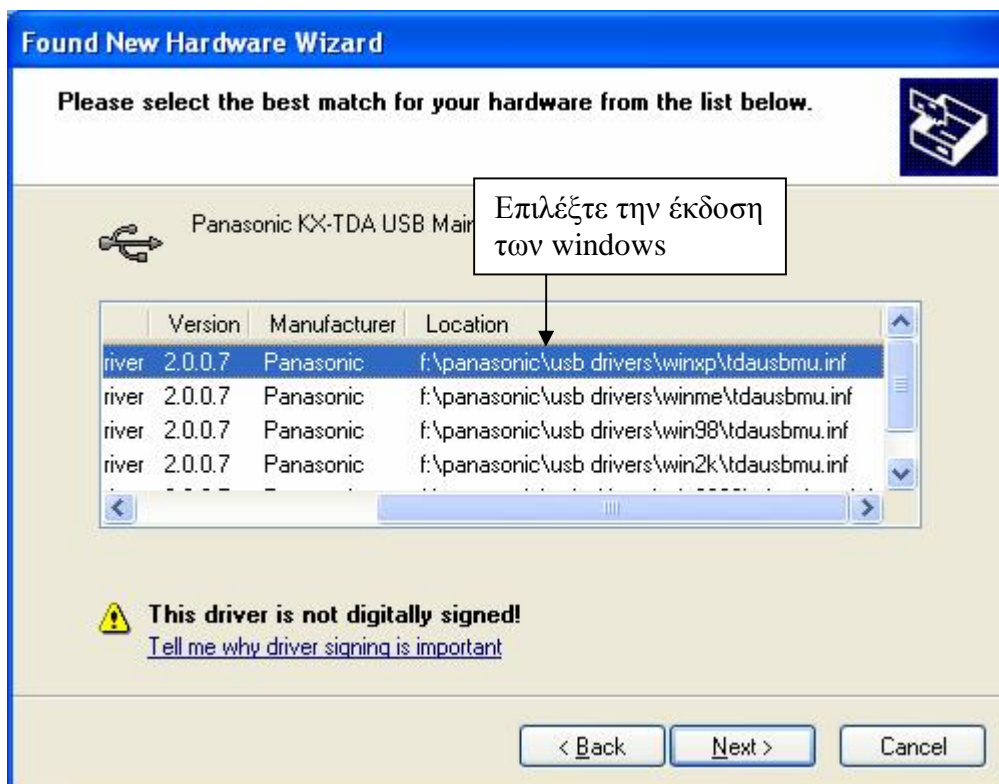 Found New Hardware Wizard
Please select the best match for your hardware from the list below.
Panasonic KX-TDA USB Main
Επιλέξτε την έκδοση
των windows
Version Manufacturer Location
river 2.0.0.7 Panasonic f:\panasonic\usb drivers\winxp\tdausbmu.inf
river 2.0.0.7 Panasonic f:\panasonic\usb drivers\winme\tdausbmu.inf
river 2.0.0.7 Panasonic f:\panasonic\usb drivers\win98\tdausbmu.inf
river 2.0.0.7 Panasonic f:\panasonic\usb drivers\win2k\tdausbmu.inf
This driver is not digitally signed!
Tell me why driver signing is important
< Back Next > Cancel